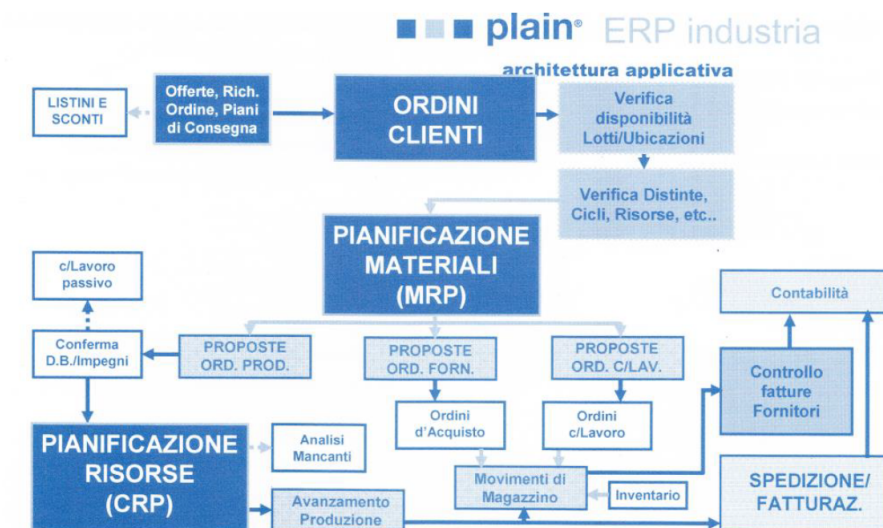 plain® ERP industria
architettura applicativa
LISTINI E
SCONTI
Offerte, Rich.
Ordine, Piani
di Consegna
ORDINI
CLIENTI
Verifica
disponibilità
Lotti/Ubicazioni
Verifica Distinte,
Cicli, Risorse, etc..
PIANIFICAZIONE
MATERIALI
(MRP)
c/Lavoro
passivo
Contabilità
Conferma
D.B./Impegni
PROPOSTE
ORD. PROD.
PROPOSTE
ORD. FORN.
PROPOSTE
ORD. C/LAV.
Controllo
fatture
Fornitori
Ordini
d'Acquisto
Ordini
c/Lavoro
PIANIFICAZIONE
RISORSE
(CRP)
Analisi
Mancanti
Movimenti di
Magazzino
Inventario
SPEDIZIONE/
FATTURAZ.
Avanzamento
Produzione